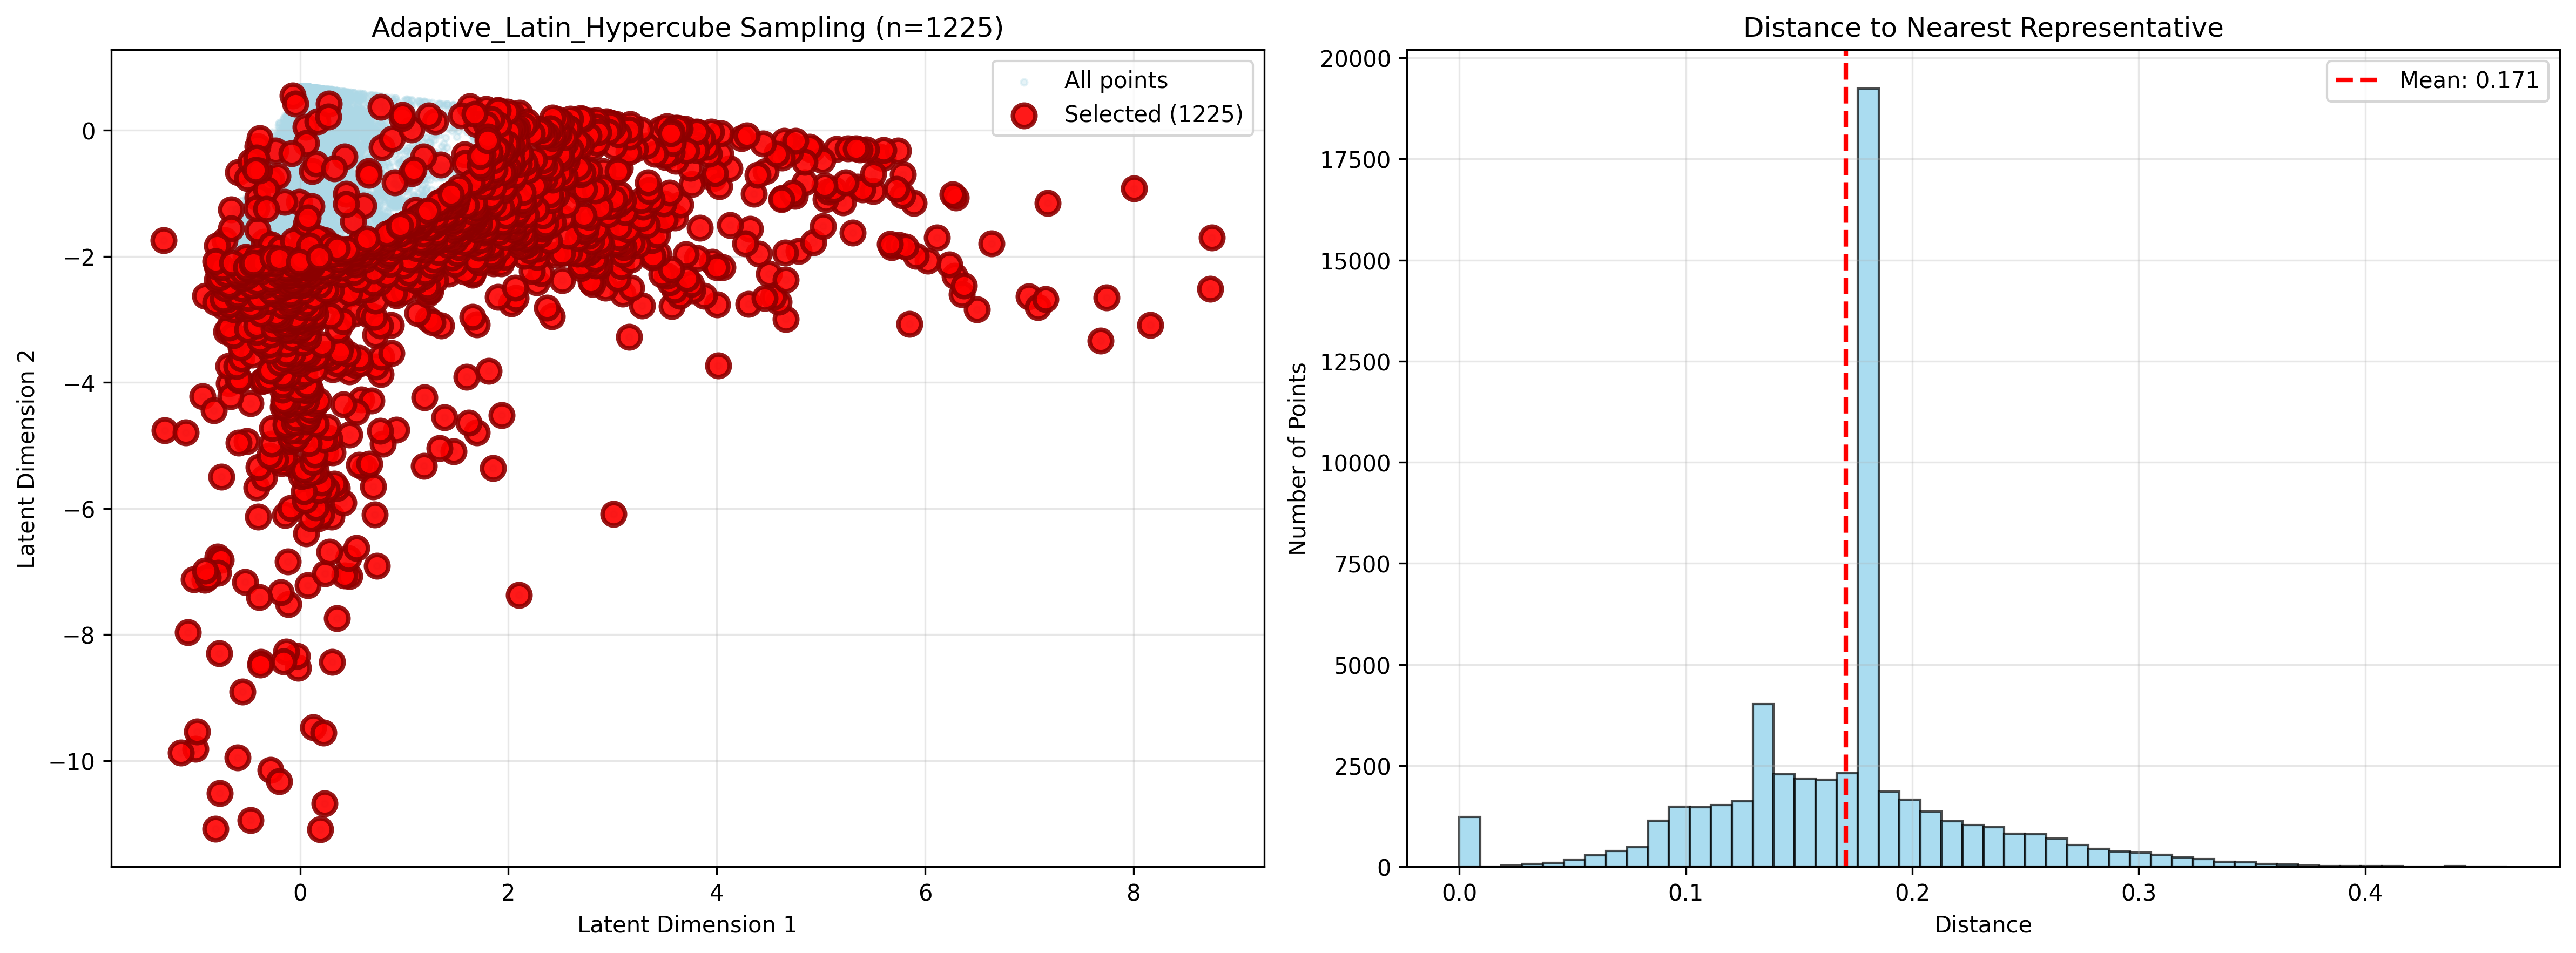 Adaptive_Latin_Hypercube Sampling (n=1225)
All points
Selected (1225)
Latent Dimension 2
0
−2
−4
−6
−8
−10
0 2 4 6 8
Latent Dimension 1
Distance to Nearest Representative
Mean: 0.171
Number of Points
20000
17500
15000
12500
10000
7500
5000
2500
0
0.0 0.1 0.2 0.3 0.4
Distance